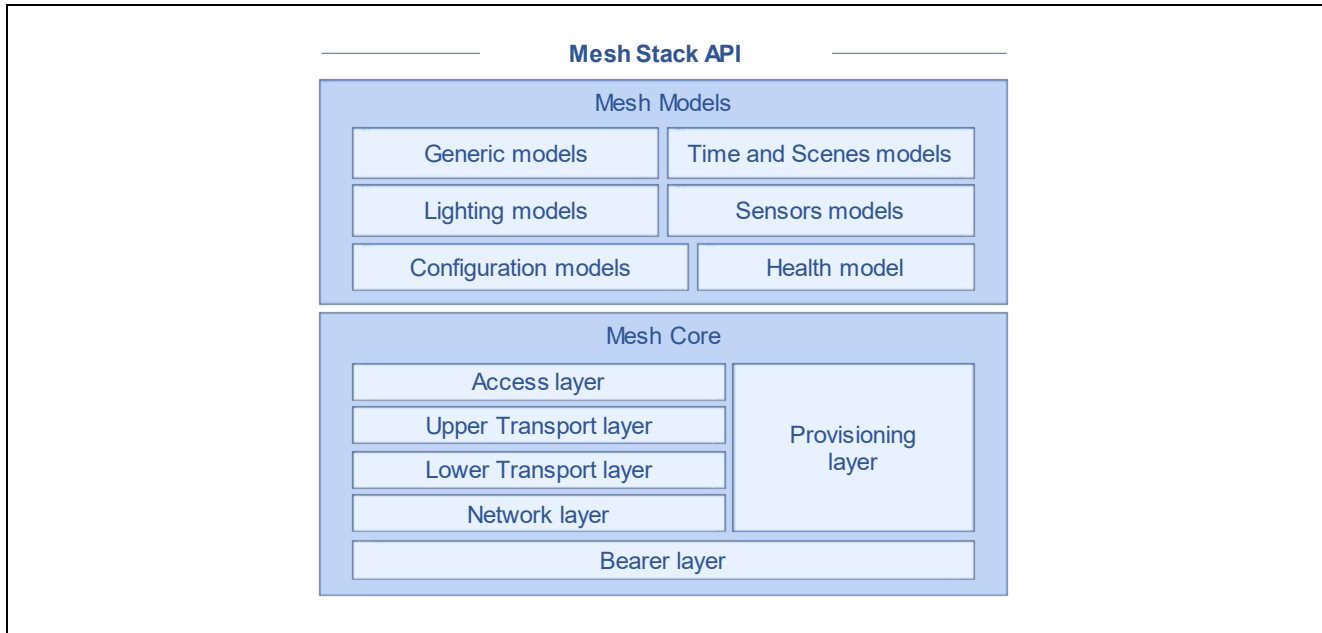 Mesh Stack API
Mesh Models
Generic models
Time and Scenes models
Lighting models
Sensors models
Configuration models
Health model
Mesh Core
Access layer
Upper Transport layer
Lower Transport layer
Network layer
Provisioning
layer
Bearer layer